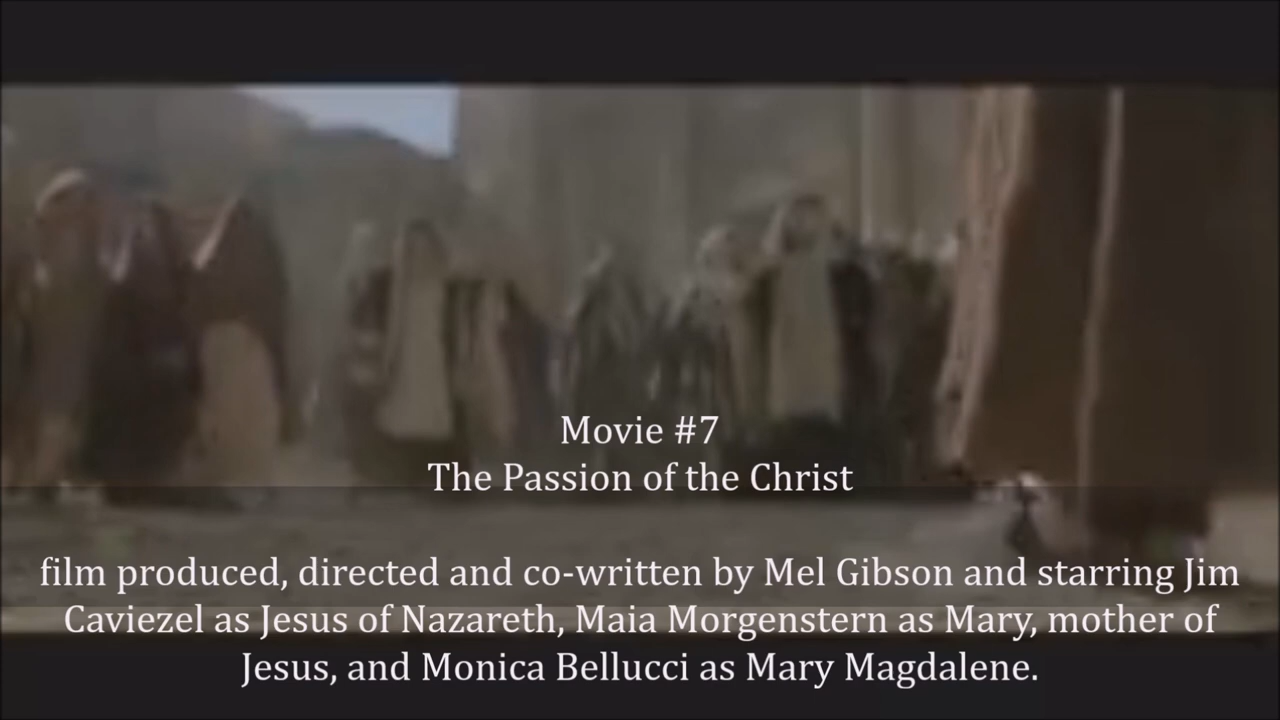 Movie #7
The Passion of the Christ
film produced, directed and co-written by Mel Gibson and starring Jim
Caviezel as Jesus of Nazareth, Maia Morgenstern as Mary, mother of
Jesus, and Monica Bellucci as Mary Magdalene.